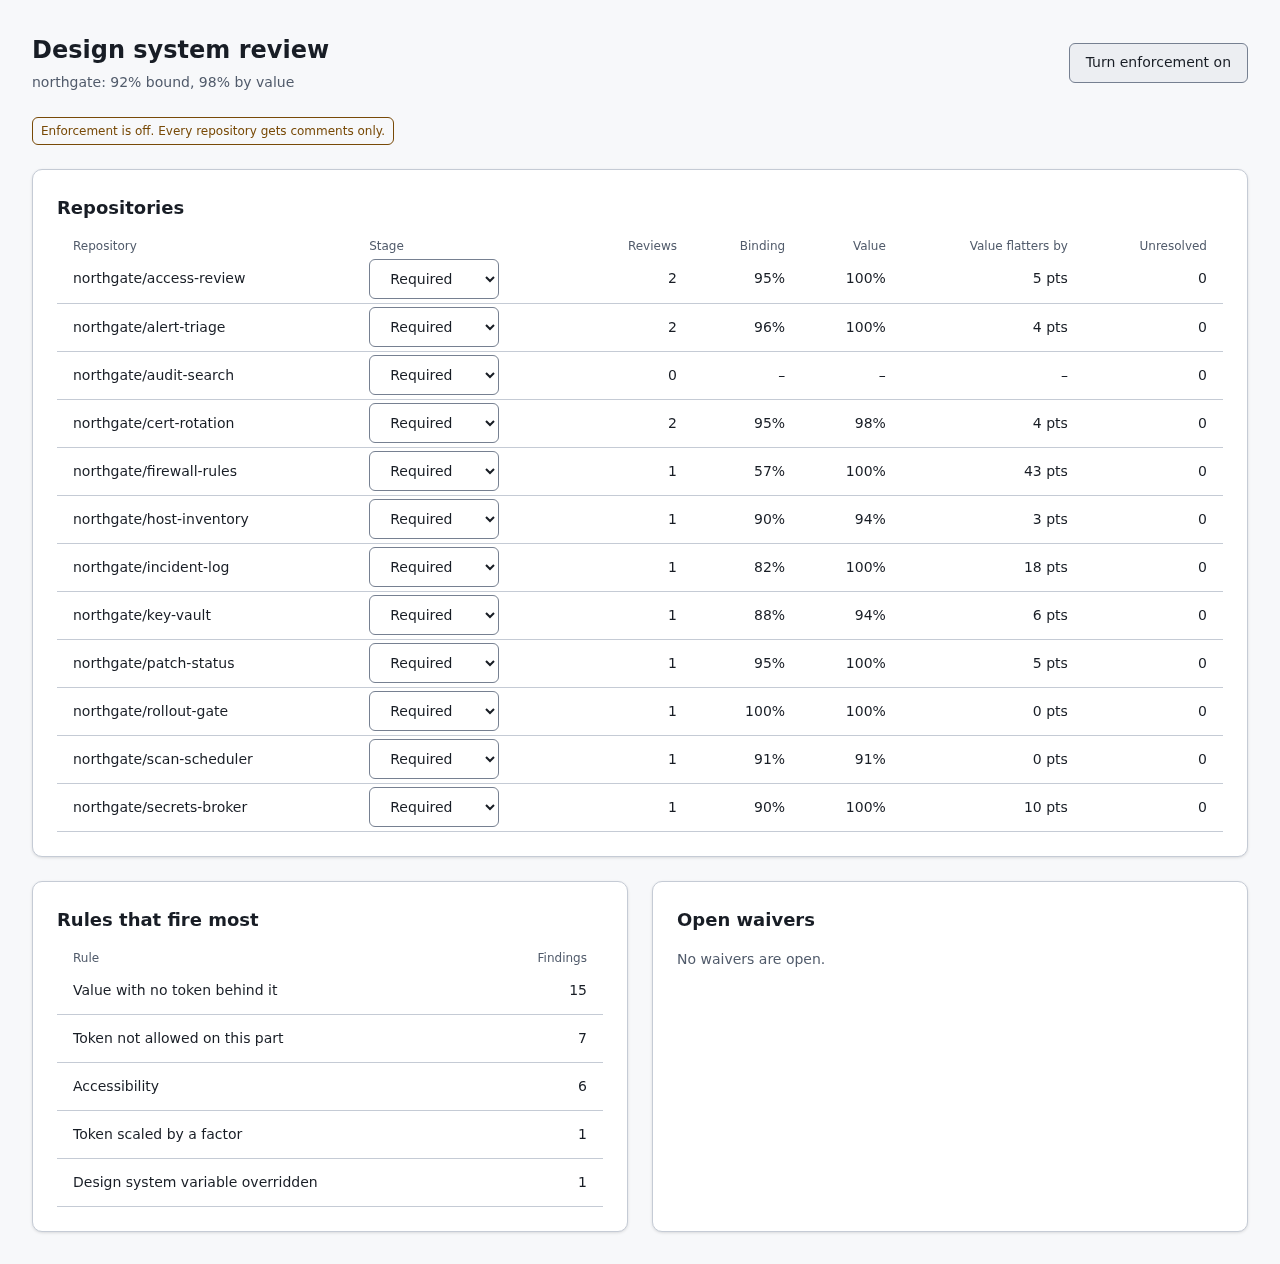 Design system review
northgate: 92% bound, 98% by value
Turn enforcement on
Enforcement is off. Every repository gets comments only.
Repositories
Repository Stage Reviews Binding Value Value flatters by Unresolved
northgate/access-review Required 2 95% 100% 5 pts 0
northgate/alert-triage Required 2 96% 100% 4 pts 0
northgate/audit-search Required 0 – – – 0
northgate/cert-rotation Required 2 95% 98% 4 pts 0
northgate/firewall-rules Required 1 57% 100% 43 pts 0
northgate/host-inventory Required 1 90% 94% 3 pts 0
northgate/incident-log Required 1 82% 100% 18 pts 0
northgate/key-vault Required 1 88% 94% 6 pts 0
northgate/patch-status Required 1 95% 100% 5 pts 0
northgate/rollout-gate Required 1 100% 100% 0 pts 0
northgate/scan-scheduler Required 1 91% 91% 0 pts 0
northgate/secrets-broker Required 1 90% 100% 10 pts 0
Rules that fire most
Rule Findings
Value with no token behind it 15
Token not allowed on this part 7
Accessibility 6
Token scaled by a factor 1
Design system variable overridden 1
Open waivers
No waivers are open.